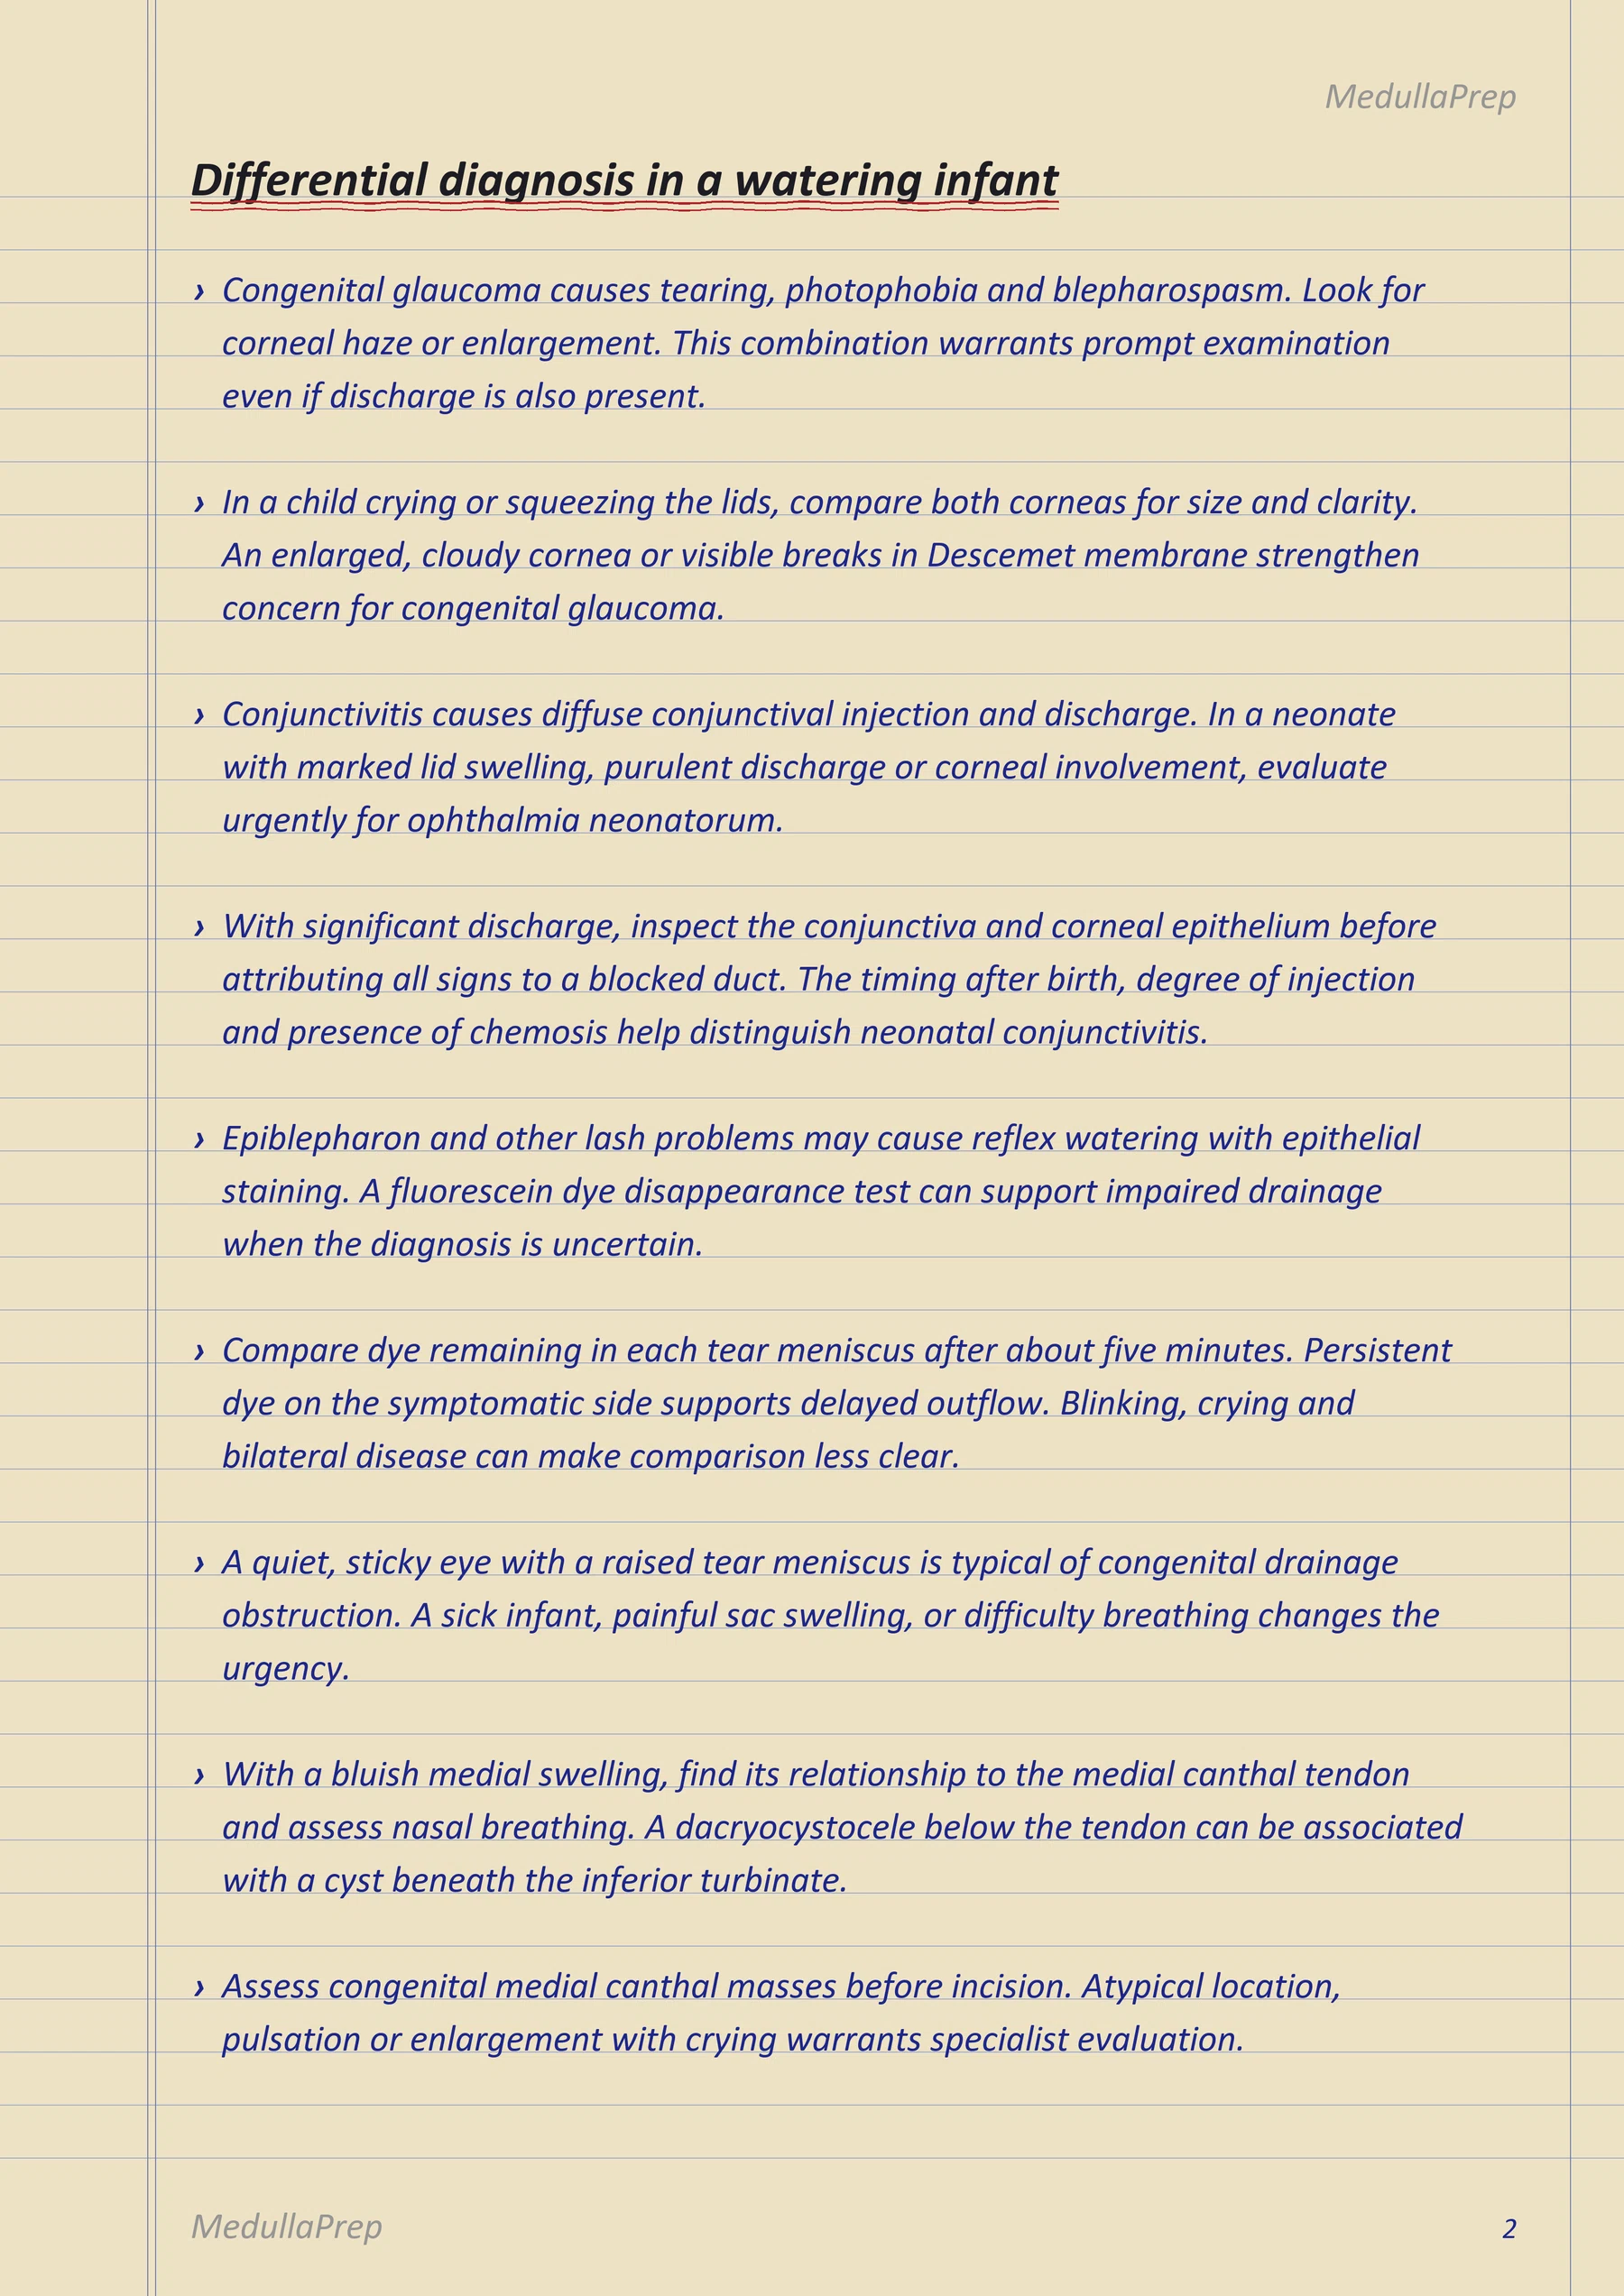 MedullaPrep
Differential diagnosis in a watering infant
› Congenital glaucoma causes tearing, photophobia and blepharospasm. Look for
corneal haze or enlargement. This combination warrants prompt examination
even if discharge is also present.
› In a child crying or squeezing the lids, compare both corneas for size and clarity.
An enlarged, cloudy cornea or visible breaks in Descemet membrane strengthen
concern for congenital glaucoma.
› Conjunctivitis causes diffuse conjunctival injection and discharge. In a neonate
with marked lid swelling, purulent discharge or corneal involvement, evaluate
urgently for ophthalmia neonatorum.
› With significant discharge, inspect the conjunctiva and corneal epithelium before
attributing all signs to a blocked duct. The timing after birth, degree of injection
and presence of chemosis help distinguish neonatal conjunctivitis.
› Epiblepharon and other lash problems may cause reflex watering with epithelial
staining. A fluorescein dye disappearance test can support impaired drainage
when the diagnosis is uncertain.
› Compare dye remaining in each tear meniscus after about five minutes. Persistent
dye on the symptomatic side supports delayed outflow. Blinking, crying and
bilateral disease can make comparison less clear.
› A quiet, sticky eye with a raised tear meniscus is typical of congenital drainage
obstruction. A sick infant, painful sac swelling, or difficulty breathing changes the
urgency.
› With a bluish medial swelling, find its relationship to the medial canthal tendon
and assess nasal breathing. A dacryocystocele below the tendon can be associated
with a cyst beneath the inferior turbinate.
› Assess congenital medial canthal masses before incision. Atypical location,
pulsation or enlargement with crying warrants specialist evaluation.
MedullaPrep
2